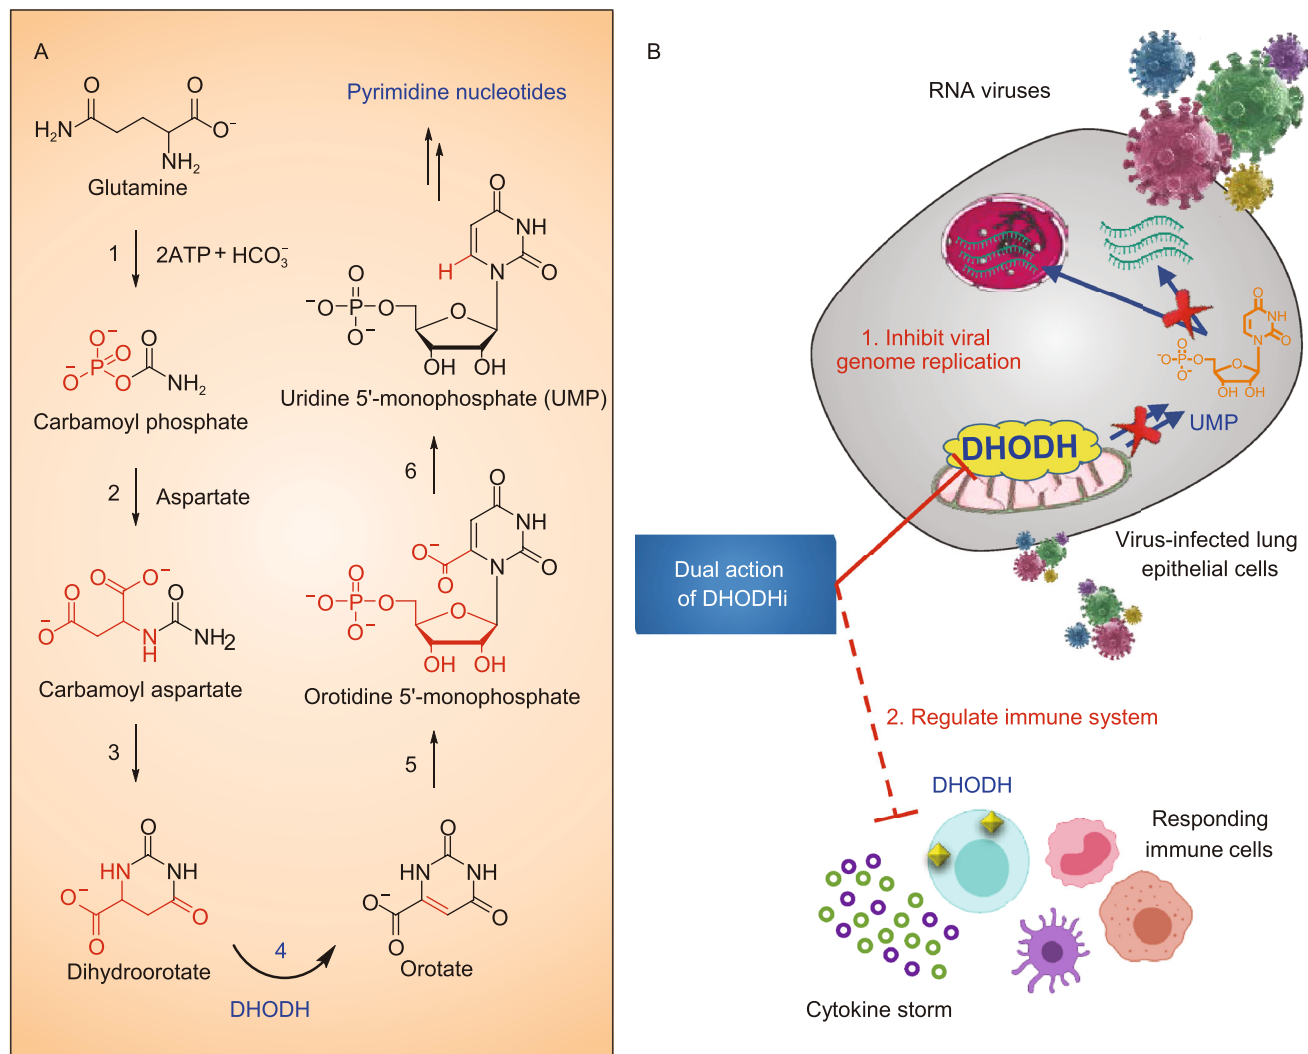 A
Pyrimidine nucleotides
O
O
H₂N
O⁻
NH₂
Glutamine
1
2ATP + HCO₃⁻
O⁻
O
⁻O
P
O
NH₂
Carbamoyl phosphate
2
Aspartate
O
O⁻
O
⁻O
N
H
NH2
Carbamoyl aspartate
3
O
HN
NH
O⁻
O
O
Dihydroorotate
4
DHODH
O
HN
NH
O⁻
O
O
Orotate
5
O
NH
O⁻
O
N
O
O
⁻O
P
O
O
O⁻
OH
OH
Orotidine 5'-monophosphate
6
O
NH
H
N
O
O
⁻O
P
O
O
O⁻
OH
OH
Uridine 5'-monophosphate (UMP)
B
RNA viruses
1. Inhibit viral
genome replication
O
NH
N
O
O
⁻O
P
O
O
O⁻
OH
OH
UMP
DHODH
Virus-infected lung
epithelial cells
Dual action
of DHODHi
2. Regulate immune system
DHODH
Responding
immune cells
Cytokine storm